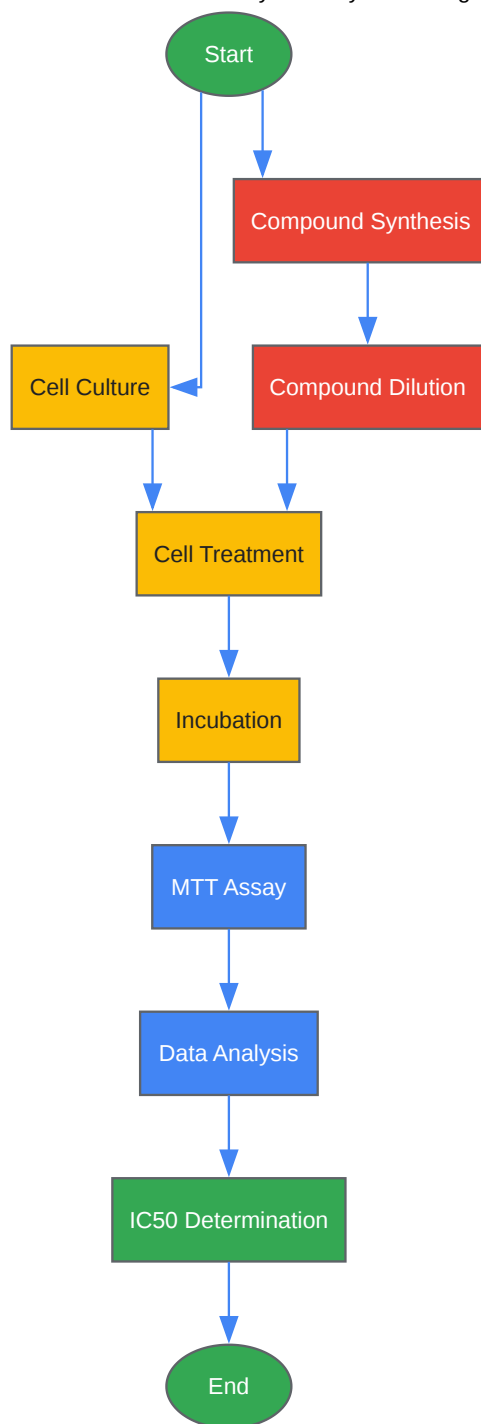 Start
Compound Synthesis
Cell Culture
Compound Dilution
Cell Treatment
Incubation
MTT Assay
Data Analysis
IC50 Determination
End